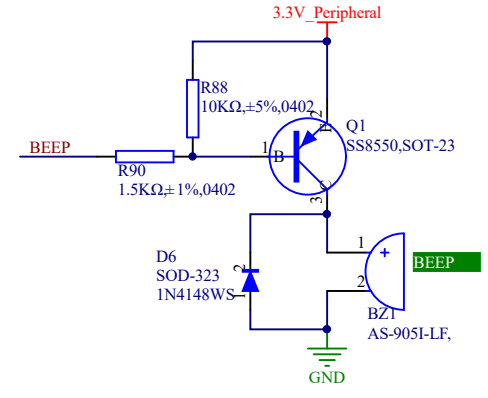 3.3V_Peripheral
R88
10KΩ,±5%,0402
2
E
Q1
SS8550,SOT-23
BEEP
1
B
R90
1.5KΩ,±1%,0402
C
3
D6
SOD-323
1N4148WS
2
1
1
+
BEEP
2
BZ1
AS-905I-LF,
GND